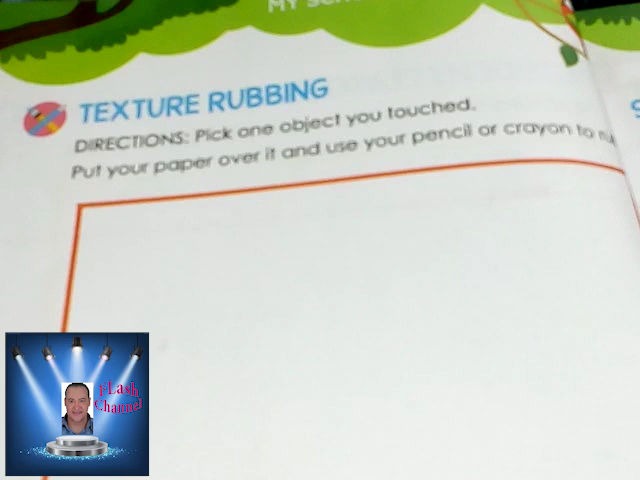 MY
TEXTURE RUBBING
DIRECTIONS: Pick one object you touched.
Put your paper over it and use your pencil or crayon to
FLash
Channel